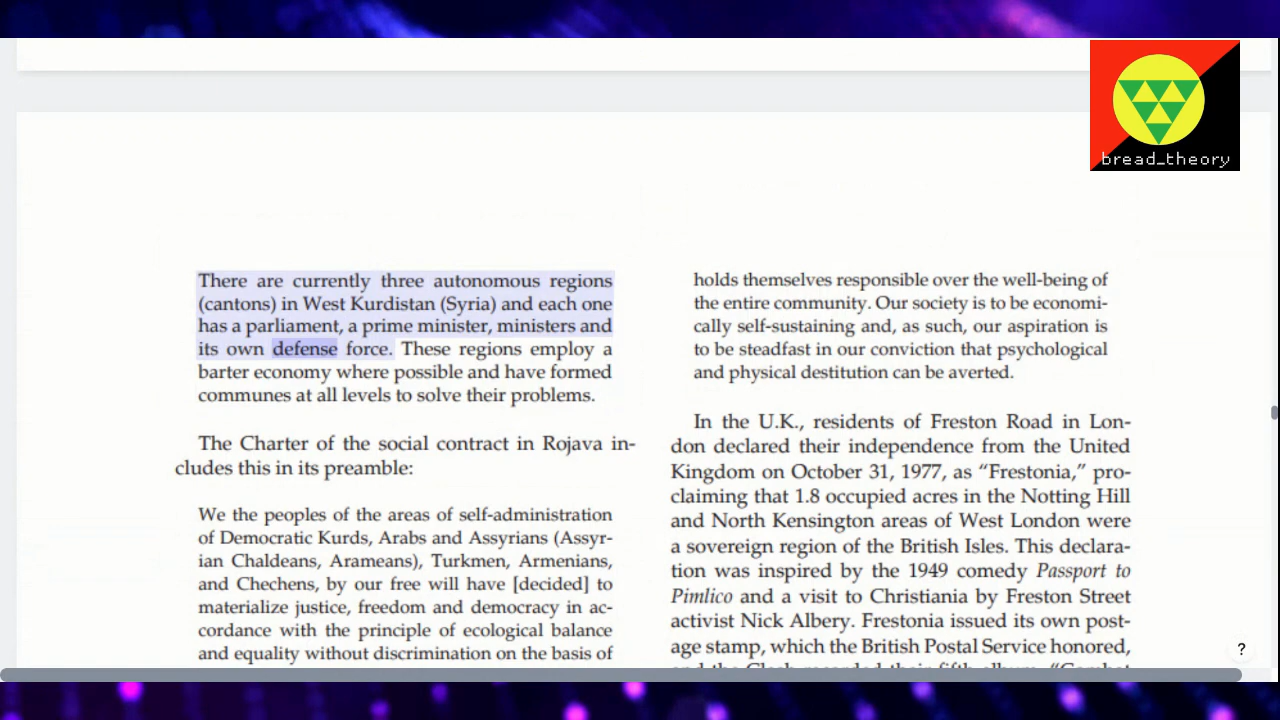 bread_theory
There are currently three autonomous regions
(cantons) in West Kurdistan (Syria) and each one
has a parliament, a prime minister, ministers and
its own defense force. These regions employ a
barter economy where possible and have formed
communes at all levels to solve their problems.
The Charter of the social contract in Rojava in-
cludes this in its preamble:
We the peoples of the areas of self-administration
of Democratic Kurds, Arabs and Assyrians (Assyr-
ian Chaldeans, Arameans), Turkmen, Armenians,
and Chechens, by our free will have [decided] to
materialize justice, freedom and democracy in ac-
cordance with the principle of ecological balance
and equality without discrimination on the basis of
holds themselves responsible over the well-being of
the entire community. Our society is to be economi-
cally self-sustaining and, as such, our aspiration is
to be steadfast in our conviction that psychological
and physical destitution can be averted.
In the U.K., residents of Freston Road in Lon-
don declared their independence from the United
Kingdom on October 31, 1977, as “Frestonia,” pro-
claiming that 1.8 occupied acres in the Notting Hill
and North Kensington areas of West London were
a sovereign region of the British Isles. This declara-
tion was inspired by the 1949 comedy Passport to
Pimlico and a visit to Christiania by Freston Street
activist Nick Albery. Frestonia issued its own post-
age stamp, which the British Postal Service honored,
and the Clash recorded their fifth album, “Combat
?